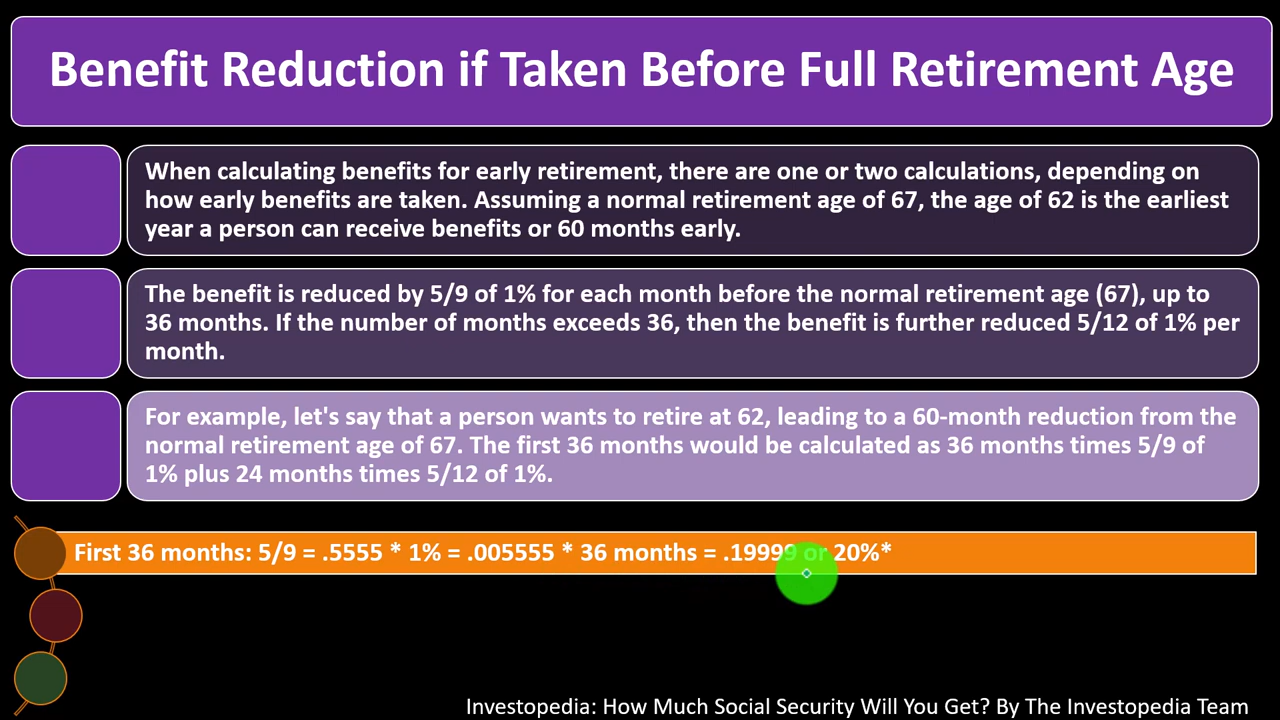 Benefit Reduction if Taken Before Full Retirement Age
When calculating benefits for early retirement, there are one or two calculations, depending on
how early benefits are taken. Assuming a normal retirement age of 67, the age of 62 is the earliest
year a person can receive benefits or 60 months early.
The benefit is reduced by 5/9 of 1% for each month before the normal retirement age (67), up to
36 months. If the number of months exceeds 36, then the benefit is further reduced 5/12 of 1% per
month.
For example, let's say that a person wants to retire at 62, leading to a 60-month reduction from the
normal retirement age of 67. The first 36 months would be calculated as 36 months times 5/9 of
1% plus 24 months times 5/12 of 1%.
First 36 months: 5/9 = .5555 * 1% = .005555 * 36 months = .19999 or 20%*
Investopedia: How Much Social Security Will You Get? By The Investopedia Team